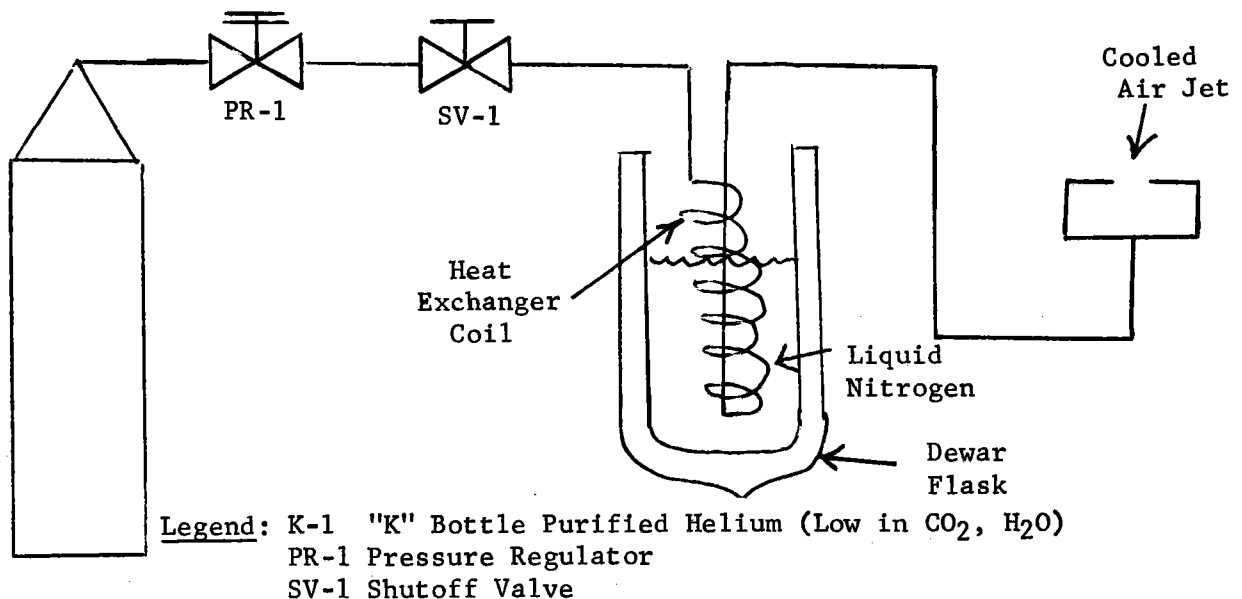 PR-1
SV-1
Cooled
Air Jet
Heat
Exchanger
Coil
Liquid
Nitrogen
Dewar
Flask
Legend: K-1 "K" Bottle Purified Helium (Low in CO₂, H₂O)
PR-1 Pressure Regulator
SV-1 Shutoff Valve